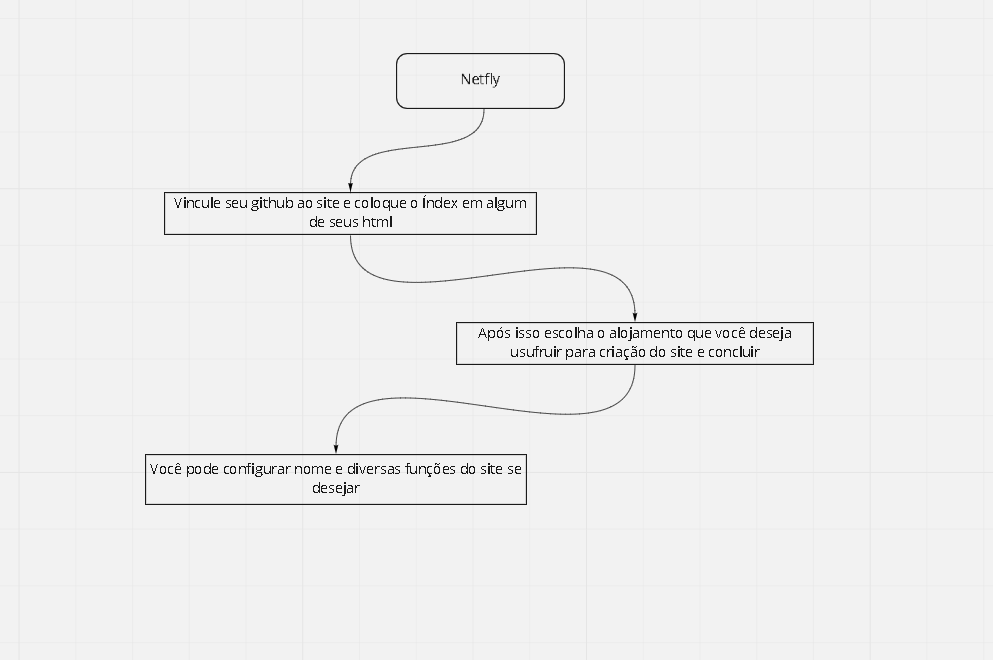 Netfly
Vincule seu github ao site e coloque o Índex em algum
de seus html
Após isso escolha o alojamento que você deseja
usufruir para criação do site e concluir
Você pode configurar nome e diversas funções do site se
desejar